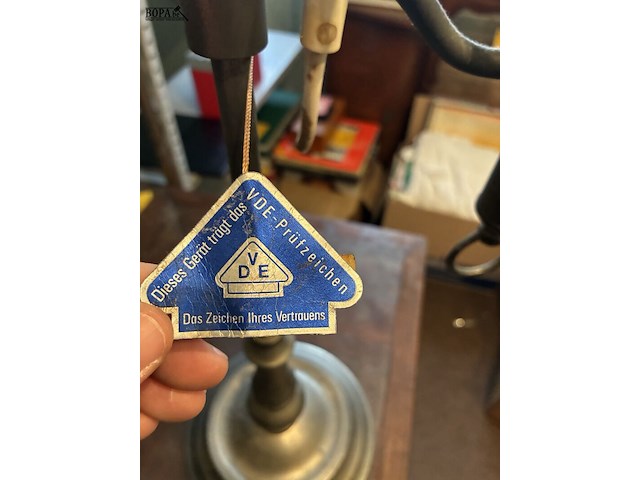 BOPA
Dieses Gerät trägt das
VDE-Prüfzeichen
V
D E
Das Zeichen Ihres Vertrauens